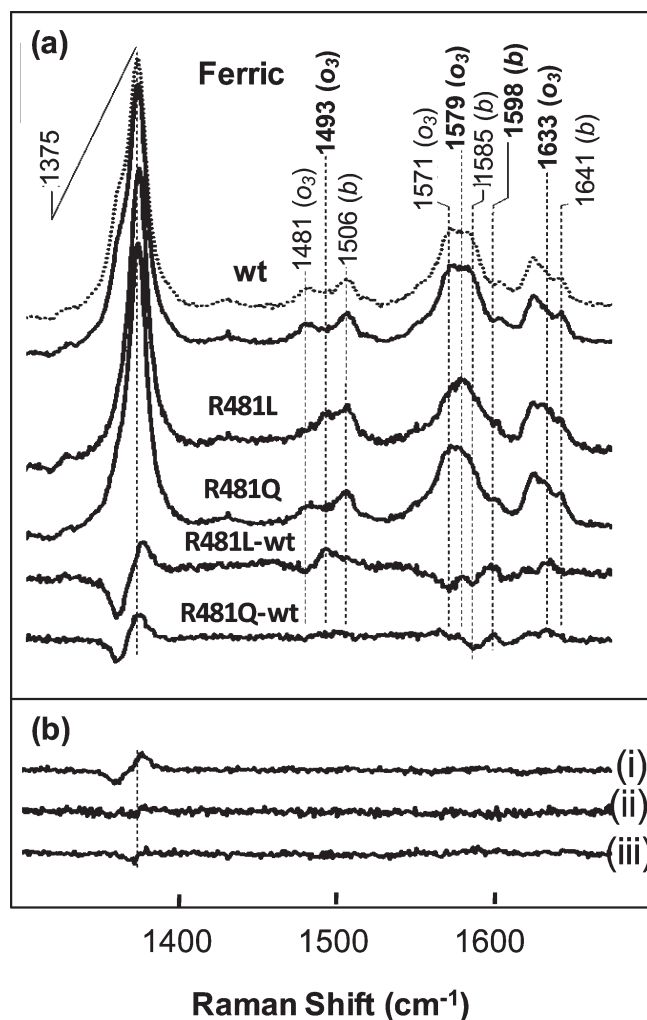 (a)
Ferric
1375
1481 (o3)
1493 (o3)
1506 (b)
1571 (o3)
1579 (o3)
1585 (b)
1598 (b)
1633 (o3)
1641 (b)
wt
R481L
R481Q
R481L-wt
R481Q-wt
(b)
(i)
(ii)
(iii)
1400 1500 1600
Raman Shift (cm-1)